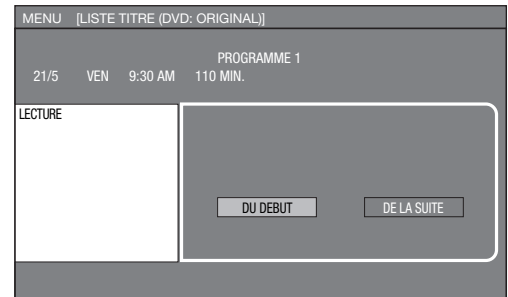 MENU [LISTE TITRE (DVD: ORIGINAL)]
PROGRAMME 1
21/5 VEN 9:30 AM 110 MIN.
LECTURE
DU DEBUT DE LA SUITE